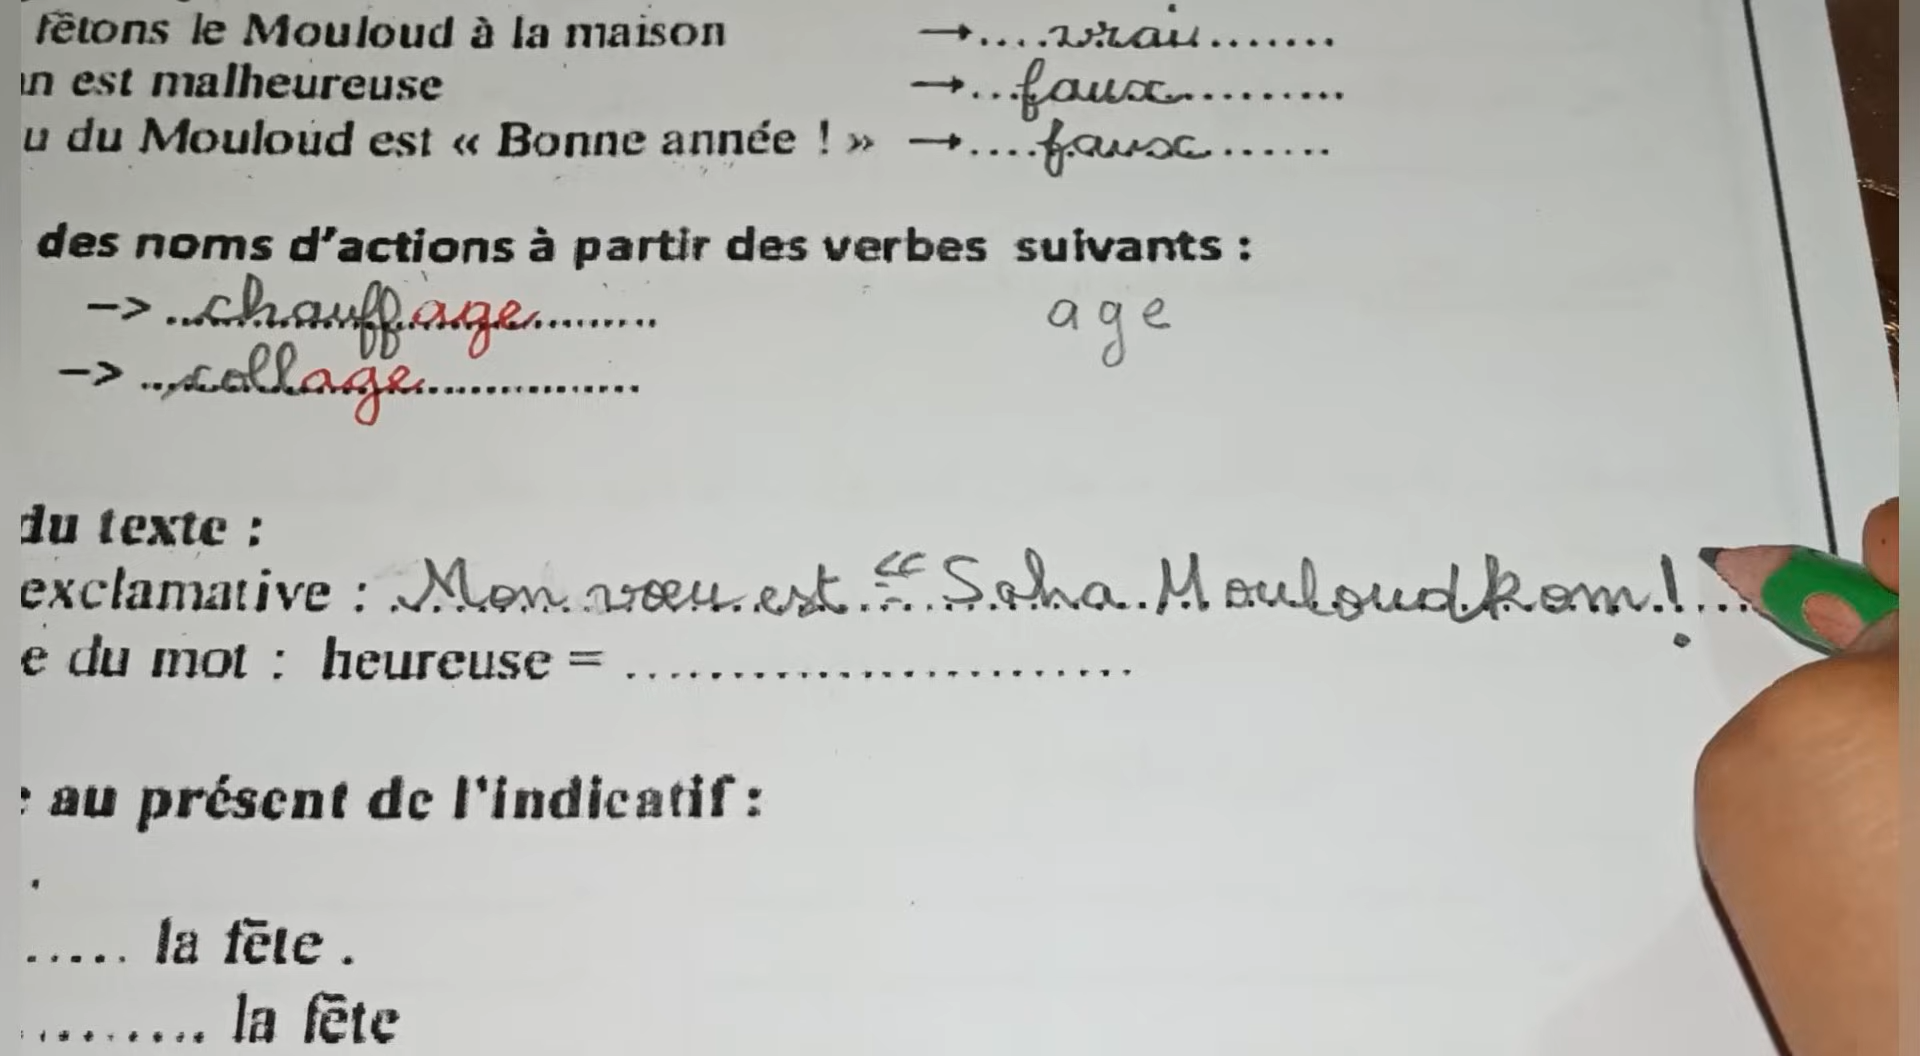 fêtons le Mouloud à la maison →....vrai.......
n est malheureuse →...faux..........
u du Mouloud est « Bonne année ! » →....faux......
des noms d'actions à partir des verbes suivants :
–> ..chauffage......... age
–> ...collage...............
du texte :
exclamative : Mon vœu est " Saha Mouloudkom !...
e du mot : heureuse = ........................
: au présent de l'indicatif :
..... la fête .
......... la fête